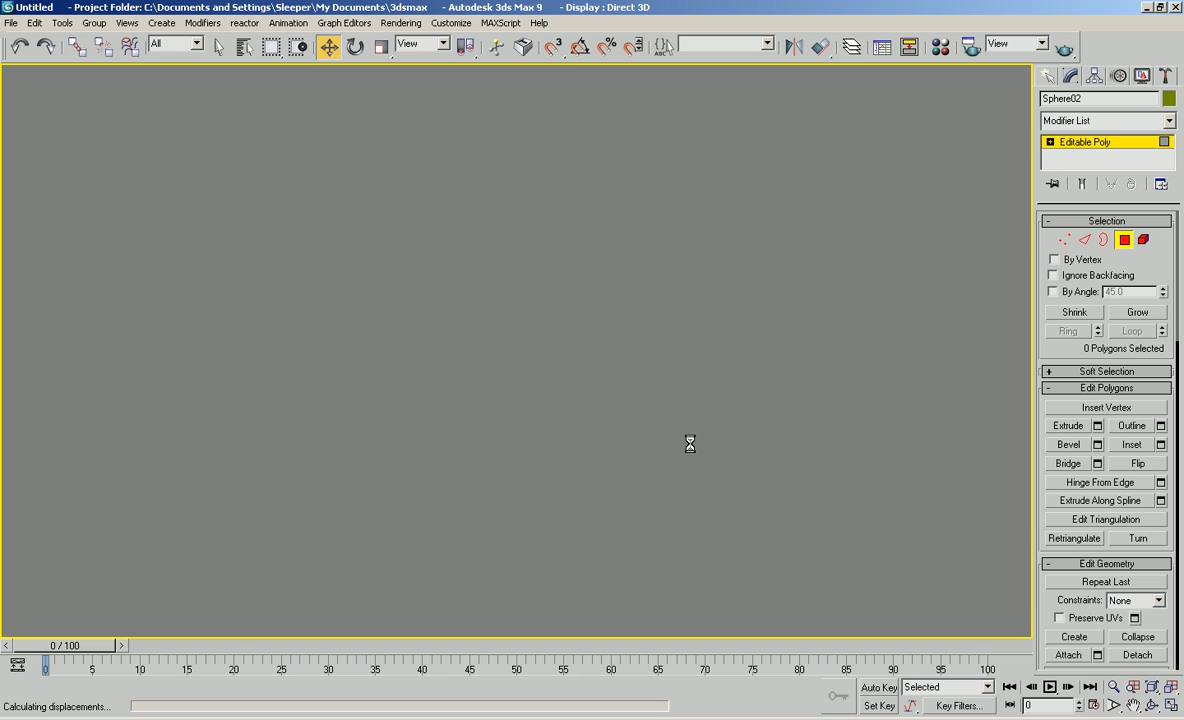 Untitled - Project Folder: C:\Documents and Settings\Sleeper\My Documents\3dsmax - Autodesk 3ds Max 9 - Display : Direct 3D
File Edit Tools Group Views Create Modifiers reactor Animation Graph Editors Rendering Customize MAXScript Help
All View View
Sphere02
Modifier List
Editable Poly
- Selection
By Vertex
Ignore Backfacing
By Angle: 45.0
Shrink Grow
Ring Loop
0 Polygons Selected
+ Soft Selection
- Edit Polygons
Insert Vertex
Extrude Outline
Bevel Inset
Bridge Flip
Hinge From Edge
Extrude Along Spline
Edit Triangulation
Retriangulate Turn
- Edit Geometry
Repeat Last
Constraints: None
Preserve UVs
Create Collapse
Attach Detach
< 0 / 100 >
0 5 10 15 20 25 30 35 40 45 50 55 60 65 70 75 80 85 90 95 100
Auto Key Selected
Calculating displacements... Set Key Key Filters... 0